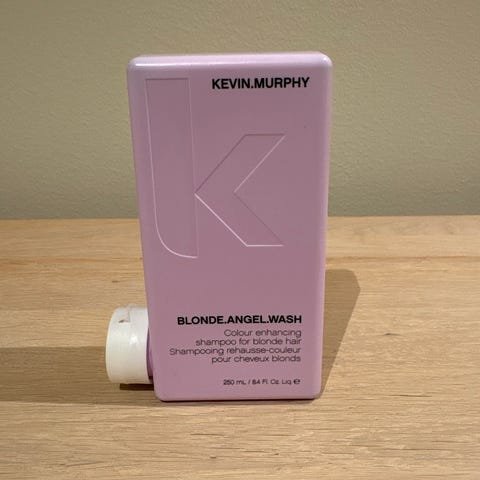 KEVIN.MURPHY
BLONDE.ANGEL.WASH
Colour enhancing
shampoo for blonde hair
Shampooing rehausse-couleur
pour cheveux blonds
250 mL / 8.4 Fl. Oz. Liq. ℮